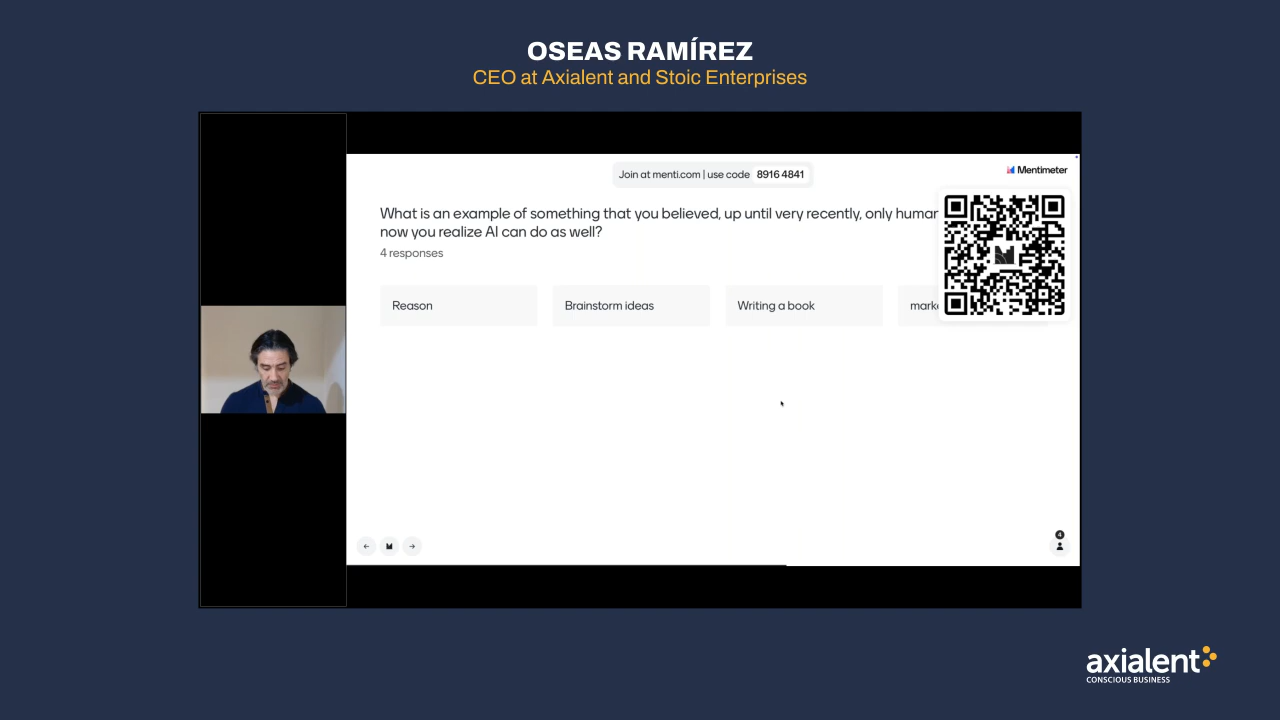 OSEAS RAMÍREZ
CEO at Axialent and Stoic Enterprises
Join at menti.com | use code 8916 4841
Mentimeter
What is an example of something that you believed, up until very recently, only human
now you realize AI can do as well?
4 responses
Reason
Brainstorm ideas
Writing a book
4
axialent
CONSCIOUS BUSINESS